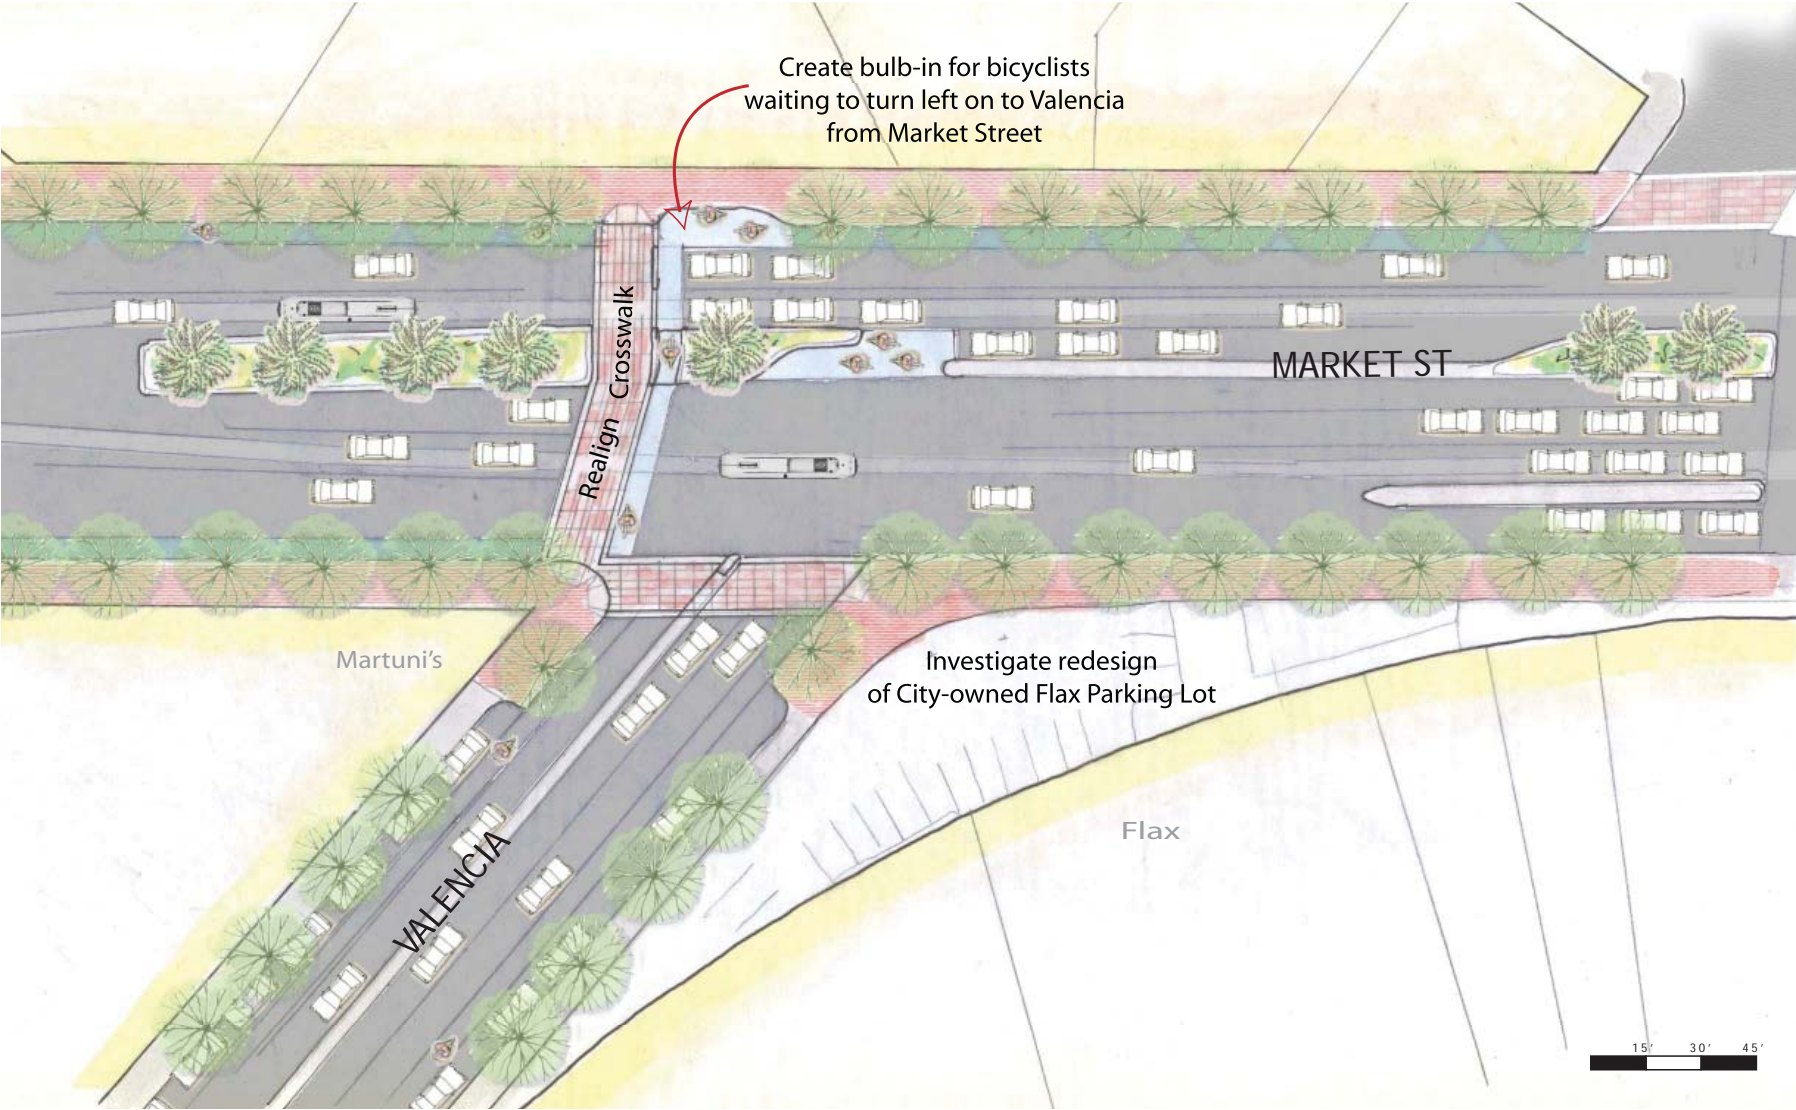 Create bulb-in for bicyclists
waiting to turn left on to Valencia
from Market Street
Realign Crosswalk
MARKET ST
Martuni's
Investigate redesign
of City-owned Flax Parking Lot
Flax
VALENCIA
15' 30' 45'